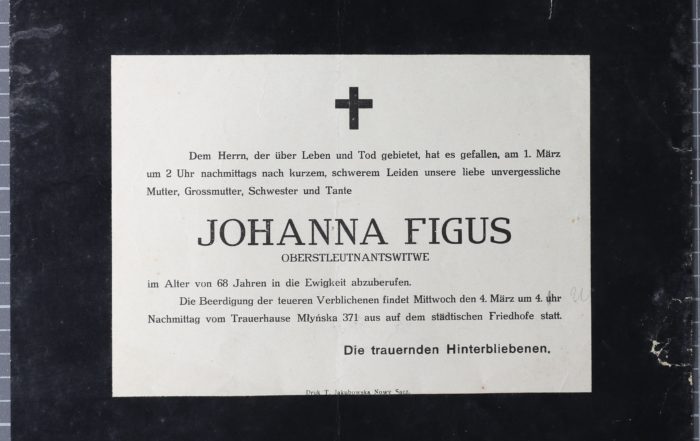 Dem Herrn, der über Leben und Tod gebietet, hat es gefallen, am 1. März
um 2 Uhr nachmittags nach kurzem, schwerem Leiden unsere liebe unvergessliche
Mutter, Grossmutter, Schwester und Tante
JOHANNA FIGUS
OBERSTLEUTNANTSWITWE
im Alter von 68 Jahren in die Ewigkeit abzuberufen.
Die Beerdigung der teueren Verblichenen findet Mittwoch den 4. März um 4. uhr
Nachmittag vom Trauerhause Młyńska 371 aus auf dem städtischen Friedhofe statt.
Die trauernden Hinterbliebenen.
Druk T. Jakubowska Nowy Sącz.